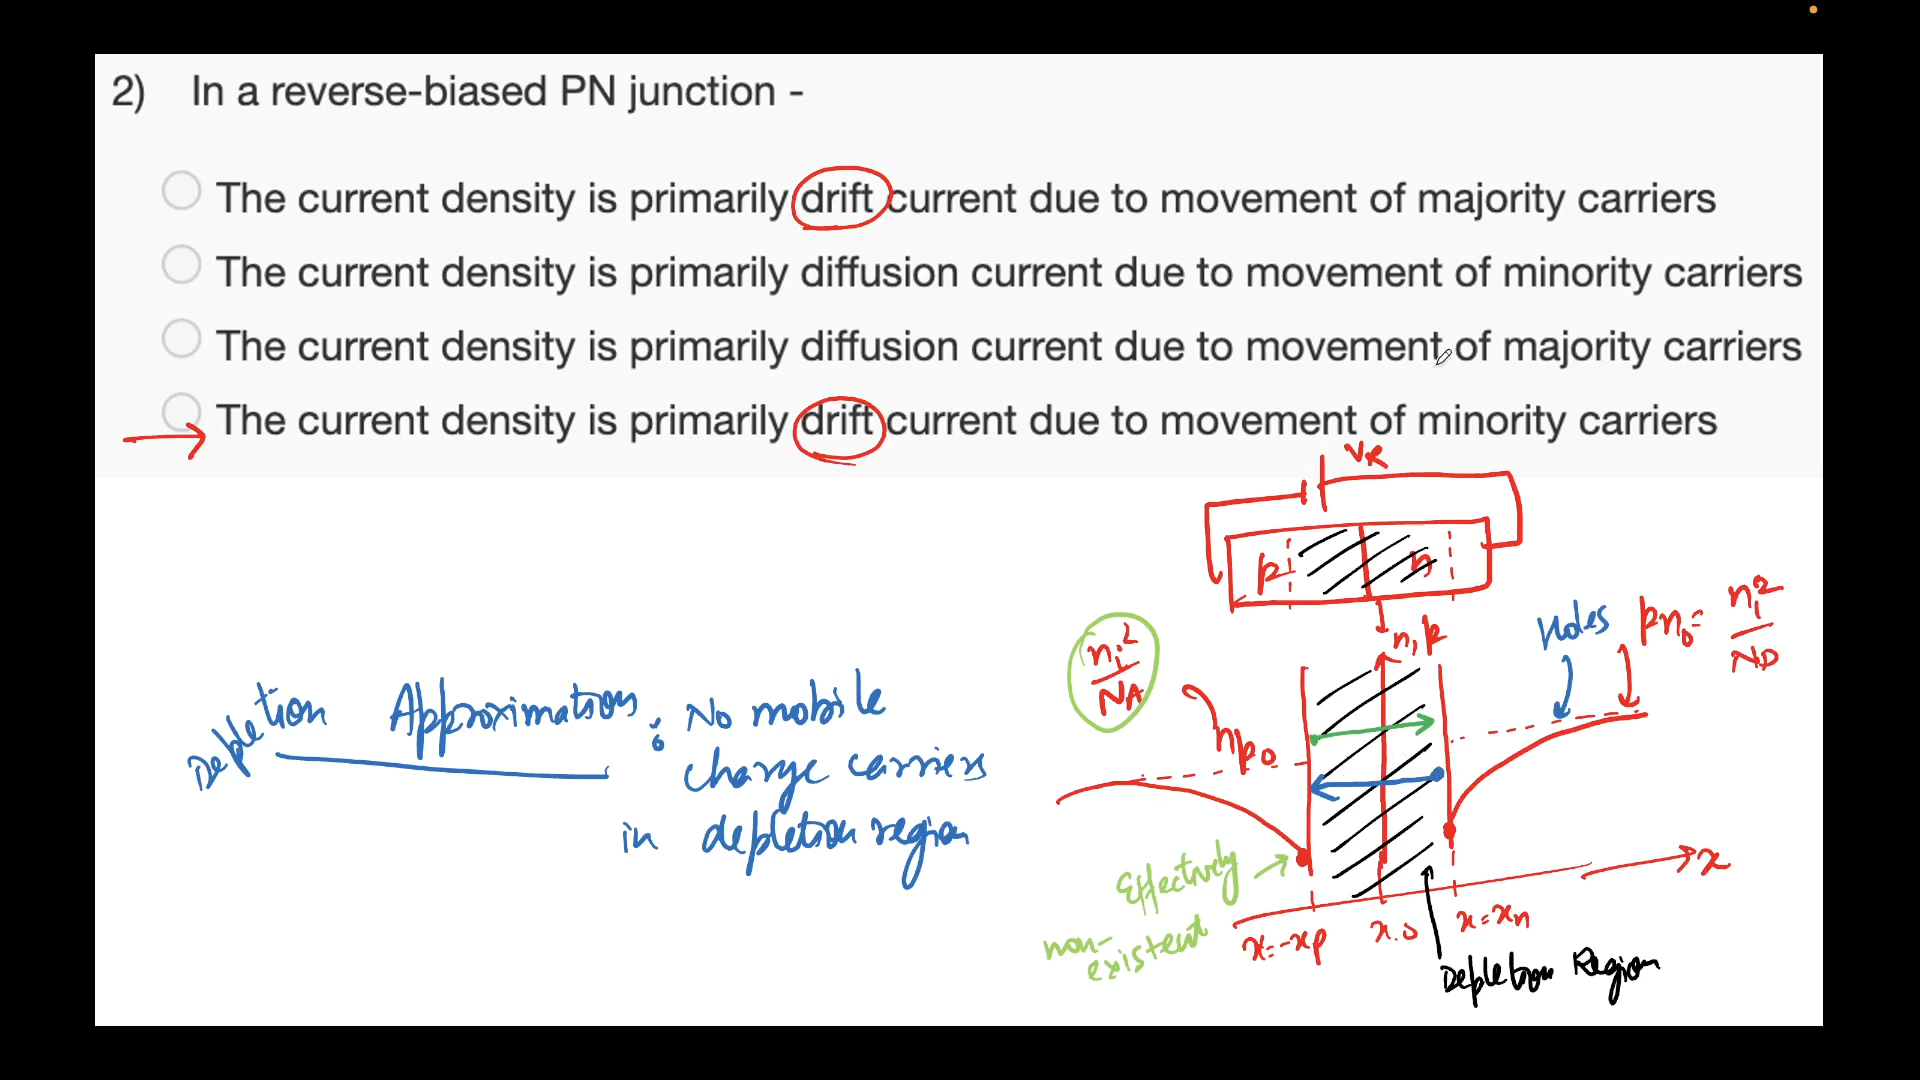 2) In a reverse-biased PN junction -
The current density is primarily drift current due to movement of majority carriers
The current density is primarily diffusion current due to movement of minority carriers
The current density is primarily diffusion current due to movement of majority carriers
The current density is primarily drift current due to movement of minority carriers
VR
p n
n, p
ni²/NA
np0
Holes
pn0 = ni²/ND
Depletion Approximation : No mobile
charge carriers
in depletion region
Effectively
non-
existent
x
x=-xp
x=0
x=xn
Depletion Region